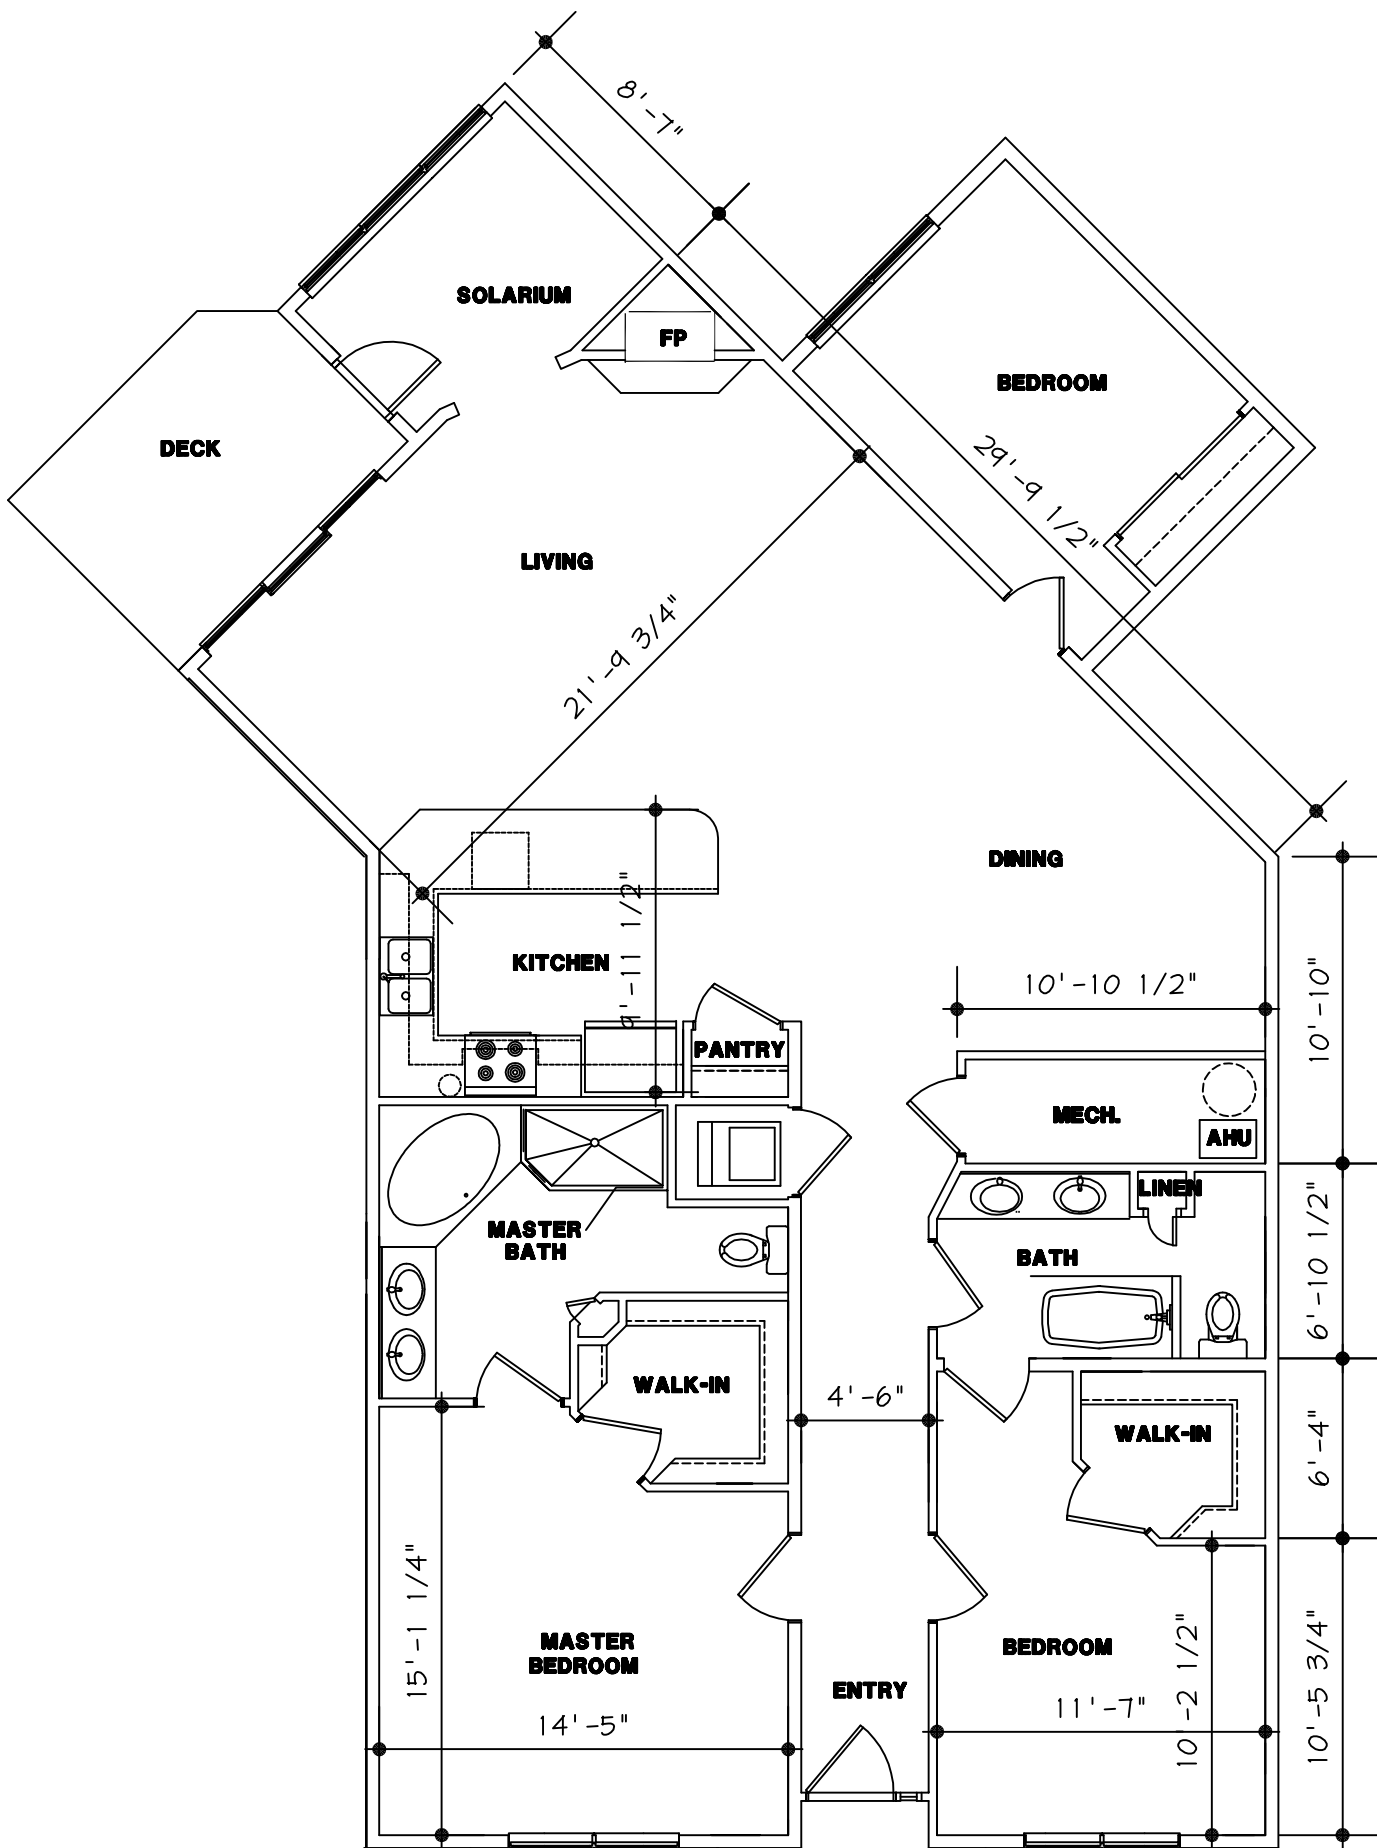 8'-7"
SOLARIUM
FP
BEDROOM
DECK
29'-9 1/2"
LIVING
21'-9 3/4"
DINING
9'-11 1/2"
KITCHEN
10'-10 1/2"
10'-10"
PANTRY
MECH.
AHU
LINEN
MASTER
BATH
BATH
6'-10 1/2"
WALK-IN
4'-6"
WALK-IN
6'-4"
15'-1 1/4"
MASTER
BEDROOM
BEDROOM
10'-2 1/2"
10'-5 3/4"
ENTRY
14'-5"
11'-7"